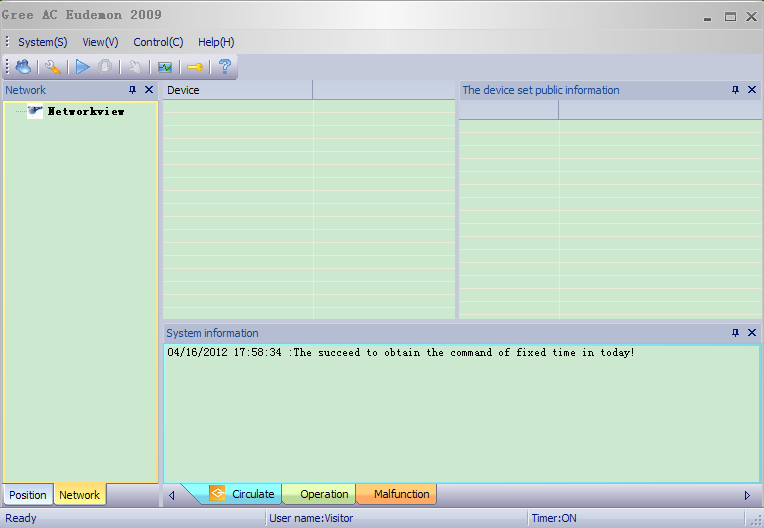 Gree AC Eudemon 2009
System(S) View(V) Control(C) Help(H)
Network
Device
The device set public information
Networkview
System information
04/16/2012 17:58:34 :The succeed to obtain the command of fixed time in today!
Position Network
Circulate Operation Malfunction
Ready User name:Visitor Timer:ON